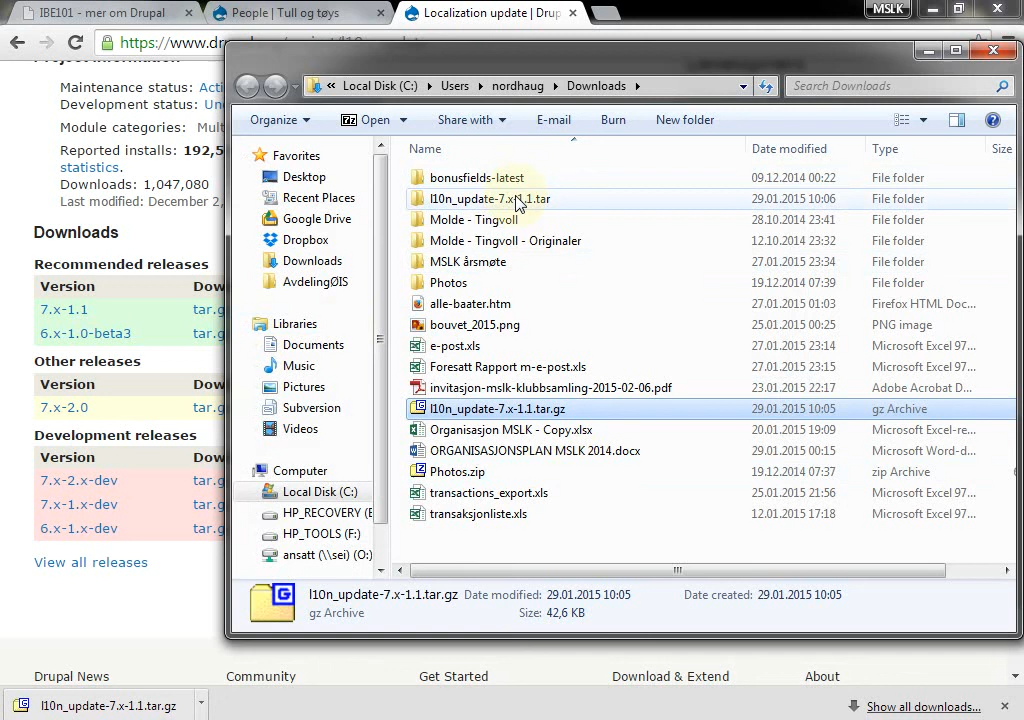 IBE101 - mer om Drupal
People | Tull og tøys
Localization update | Drup
MSLK
https://www.dr
Project information
Maintenance status: Acti
Development status: Un
Module categories: Mult
Reported installs: 192,5
statistics.
Downloads: 1,047,080
Last modified: December 2,
Downloads
Recommended releases
Version Dow
7.x-1.1 tar.g
6.x-1.0-beta3 tar.g
Other releases
Version Dow
7.x-2.0 tar.g
Development releases
Version Dow
7.x-2.x-dev tar.g
7.x-1.x-dev tar.g
6.x-1.x-dev tar.g
View all releases
« Local Disk (C:) Users nordhaug Downloads
Search Downloads
Organize Open Share with E-mail Burn New folder
Favorites
Desktop
Recent Places
Google Drive
Dropbox
Downloads
AvdelingØIS
Libraries
Documents
Music
Pictures
Subversion
Videos
Computer
Local Disk (C:)
HP_RECOVERY (E
HP_TOOLS (F:)
ansatt (\\sei) (O:)
Name Date modified Type Size
bonusfields-latest 09.12.2014 00:22 File folder
l10n_update-7.x-1.1.tar 29.01.2015 10:06 File folder
Molde - Tingvoll 28.10.2014 23:41 File folder
Molde - Tingvoll - Originaler 12.10.2014 23:32 File folder
MSLK årsmøte 27.01.2015 23:34 File folder
Photos 19.12.2014 07:39 File folder
alle-baater.htm 27.01.2015 01:03 Firefox HTML Doc...
bouvet_2015.png 25.01.2015 00:25 PNG image
e-post.xls 27.01.2015 23:14 Microsoft Excel 97...
Foresatt Rapport m-e-post.xls 27.01.2015 23:15 Microsoft Excel 97...
invitasjon-mslk-klubbsamling-2015-02-06.pdf 23.01.2015 22:17 Adobe Acrobat D...
l10n_update-7.x-1.1.tar.gz 29.01.2015 10:05 gz Archive
Organisasjon MSLK - Copy.xlsx 20.01.2015 19:09 Microsoft Excel-re...
ORGANISASJONSPLAN MSLK 2014.docx 29.01.2015 00:15 Microsoft Word-d...
Photos.zip 19.12.2014 07:37 zip Archive
transactions_export.xls 25.01.2015 21:56 Microsoft Excel 97...
transaksjonliste.xls 12.01.2015 17:18 Microsoft Excel 97...
l10n_update-7.x-1.1.tar.gz Date modified: 29.01.2015 10:05 Date created: 29.01.2015 10:05
gz Archive Size: 42,6 KB
Drupal News Community Get Started Download & Extend About
l10n_update-7.x-1.1.tar.gz
Show all downloads...